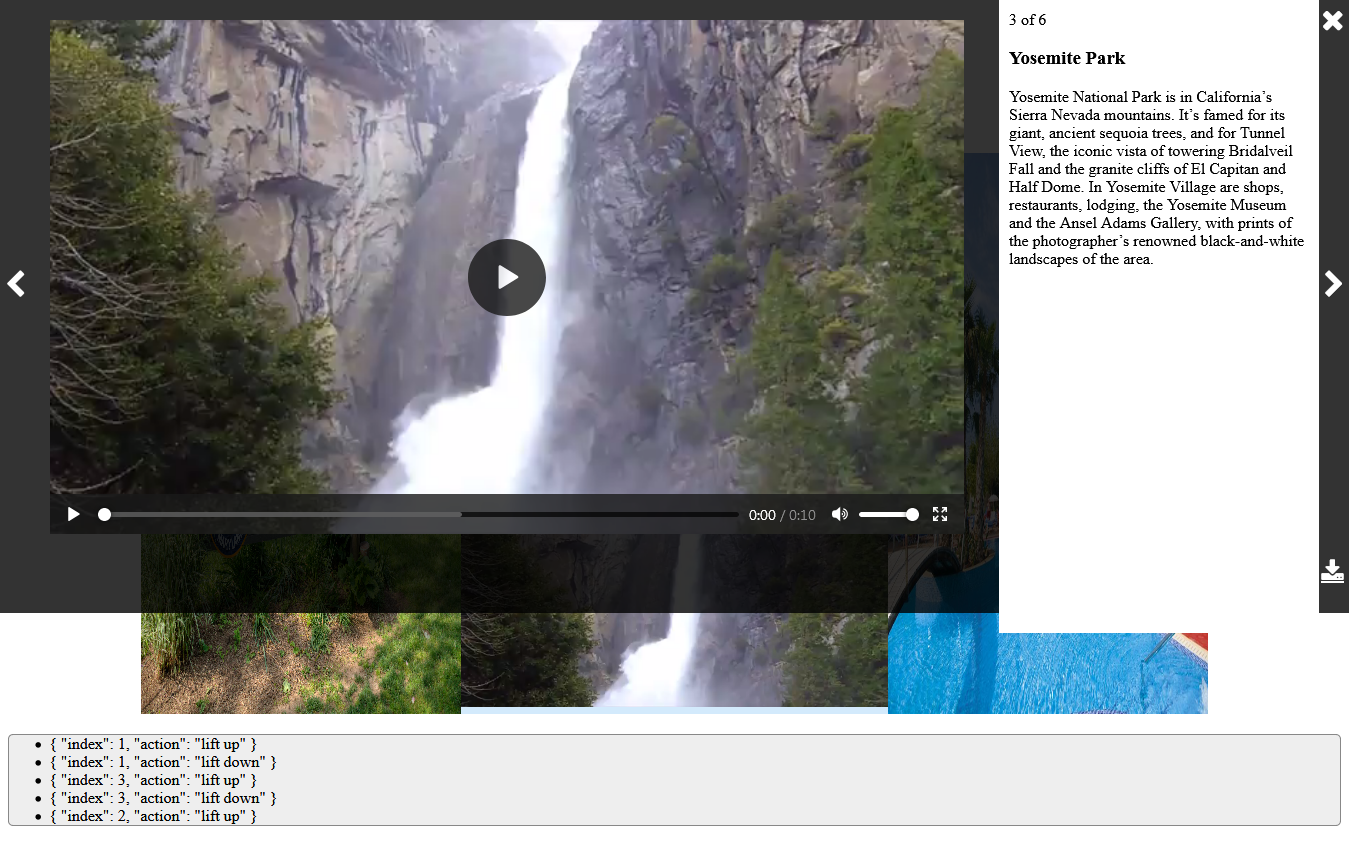 3 of 6
Yosemite Park
Yosemite National Park is in California’s
Sierra Nevada mountains. It’s famed for its
giant, ancient sequoia trees, and for Tunnel
View, the iconic vista of towering Bridalveil
Fall and the granite cliffs of El Capitan and
Half Dome. In Yosemite Village are shops,
restaurants, lodging, the Yosemite Museum
and the Ansel Adams Gallery, with prints of
the photographer’s renowned black-and-white
landscapes of the area.
0:00 / 0:10
{ "index": 1, "action": "lift up" }
{ "index": 1, "action": "lift down" }
{ "index": 3, "action": "lift up" }
{ "index": 3, "action": "lift down" }
{ "index": 2, "action": "lift up" }